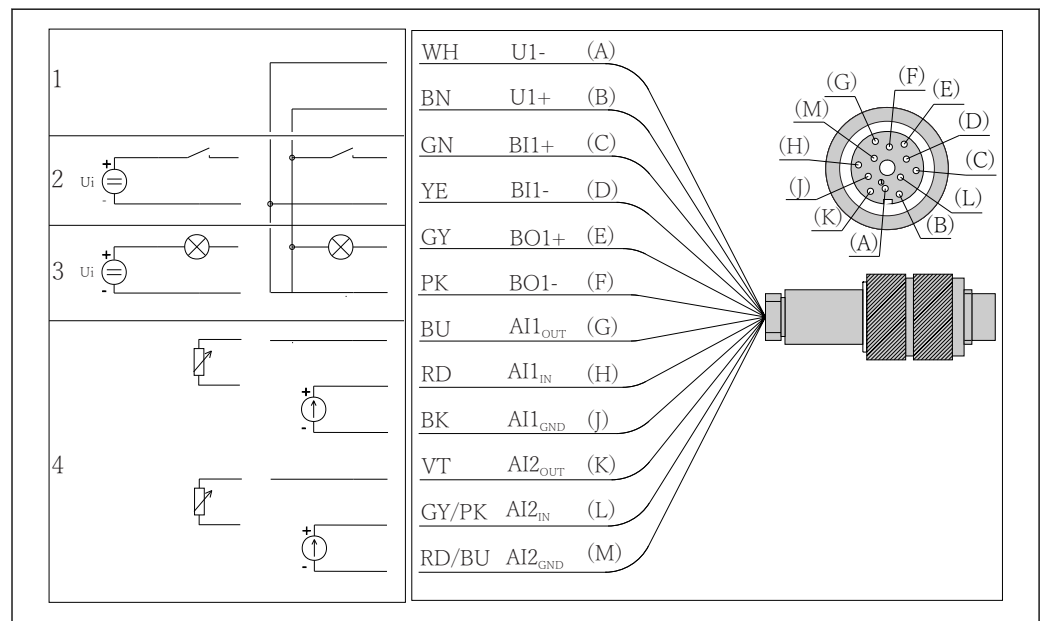 1
2 Ui + -
3 Ui + -
4
+
-
+
-
WH U1- (A)
BN U1+ (B)
GN BI1+ (C)
YE BI1- (D)
GY BO1+ (E)
PK BO1- (F)
BU AI1OUT (G)
RD AI1IN (H)
BK AI1GND (J)
VT AI2OUT (K)
GY/PK AI2IN (L)
RD/BU AI2GND (M)
(F)
(G) (E)
(M) (D)
(H) (C)
(J) (L)
(K) (B)
(A)